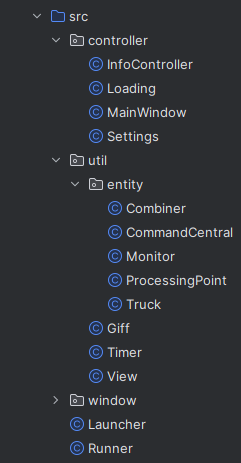 src
controller
InfoController
Loading
MainWindow
Settings
util
entity
Combiner
CommandCentral
Monitor
ProcessingPoint
Truck
Giff
Timer
View
window
Launcher
Runner